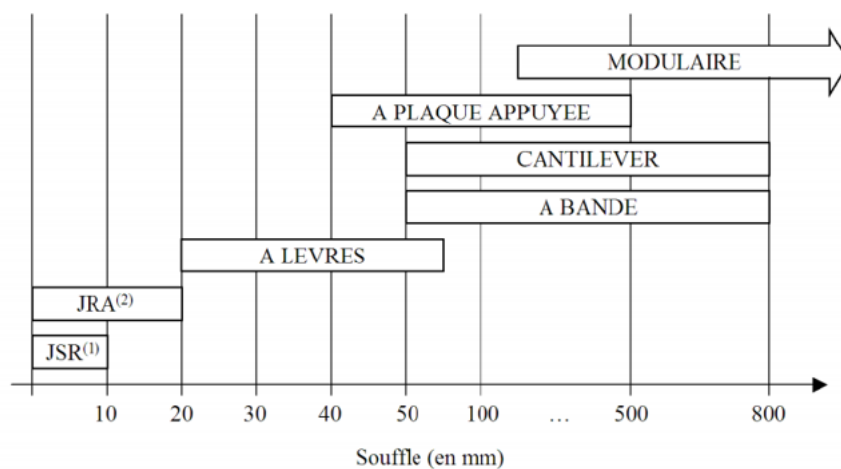 MODULAIRE
A PLAQUE APPUYEE
CANTILEVER
A BANDE
A LEVRES
JRA(2)
JSR(1)
10 20 30 40 50 100 … 500 800
Souffle (en mm)